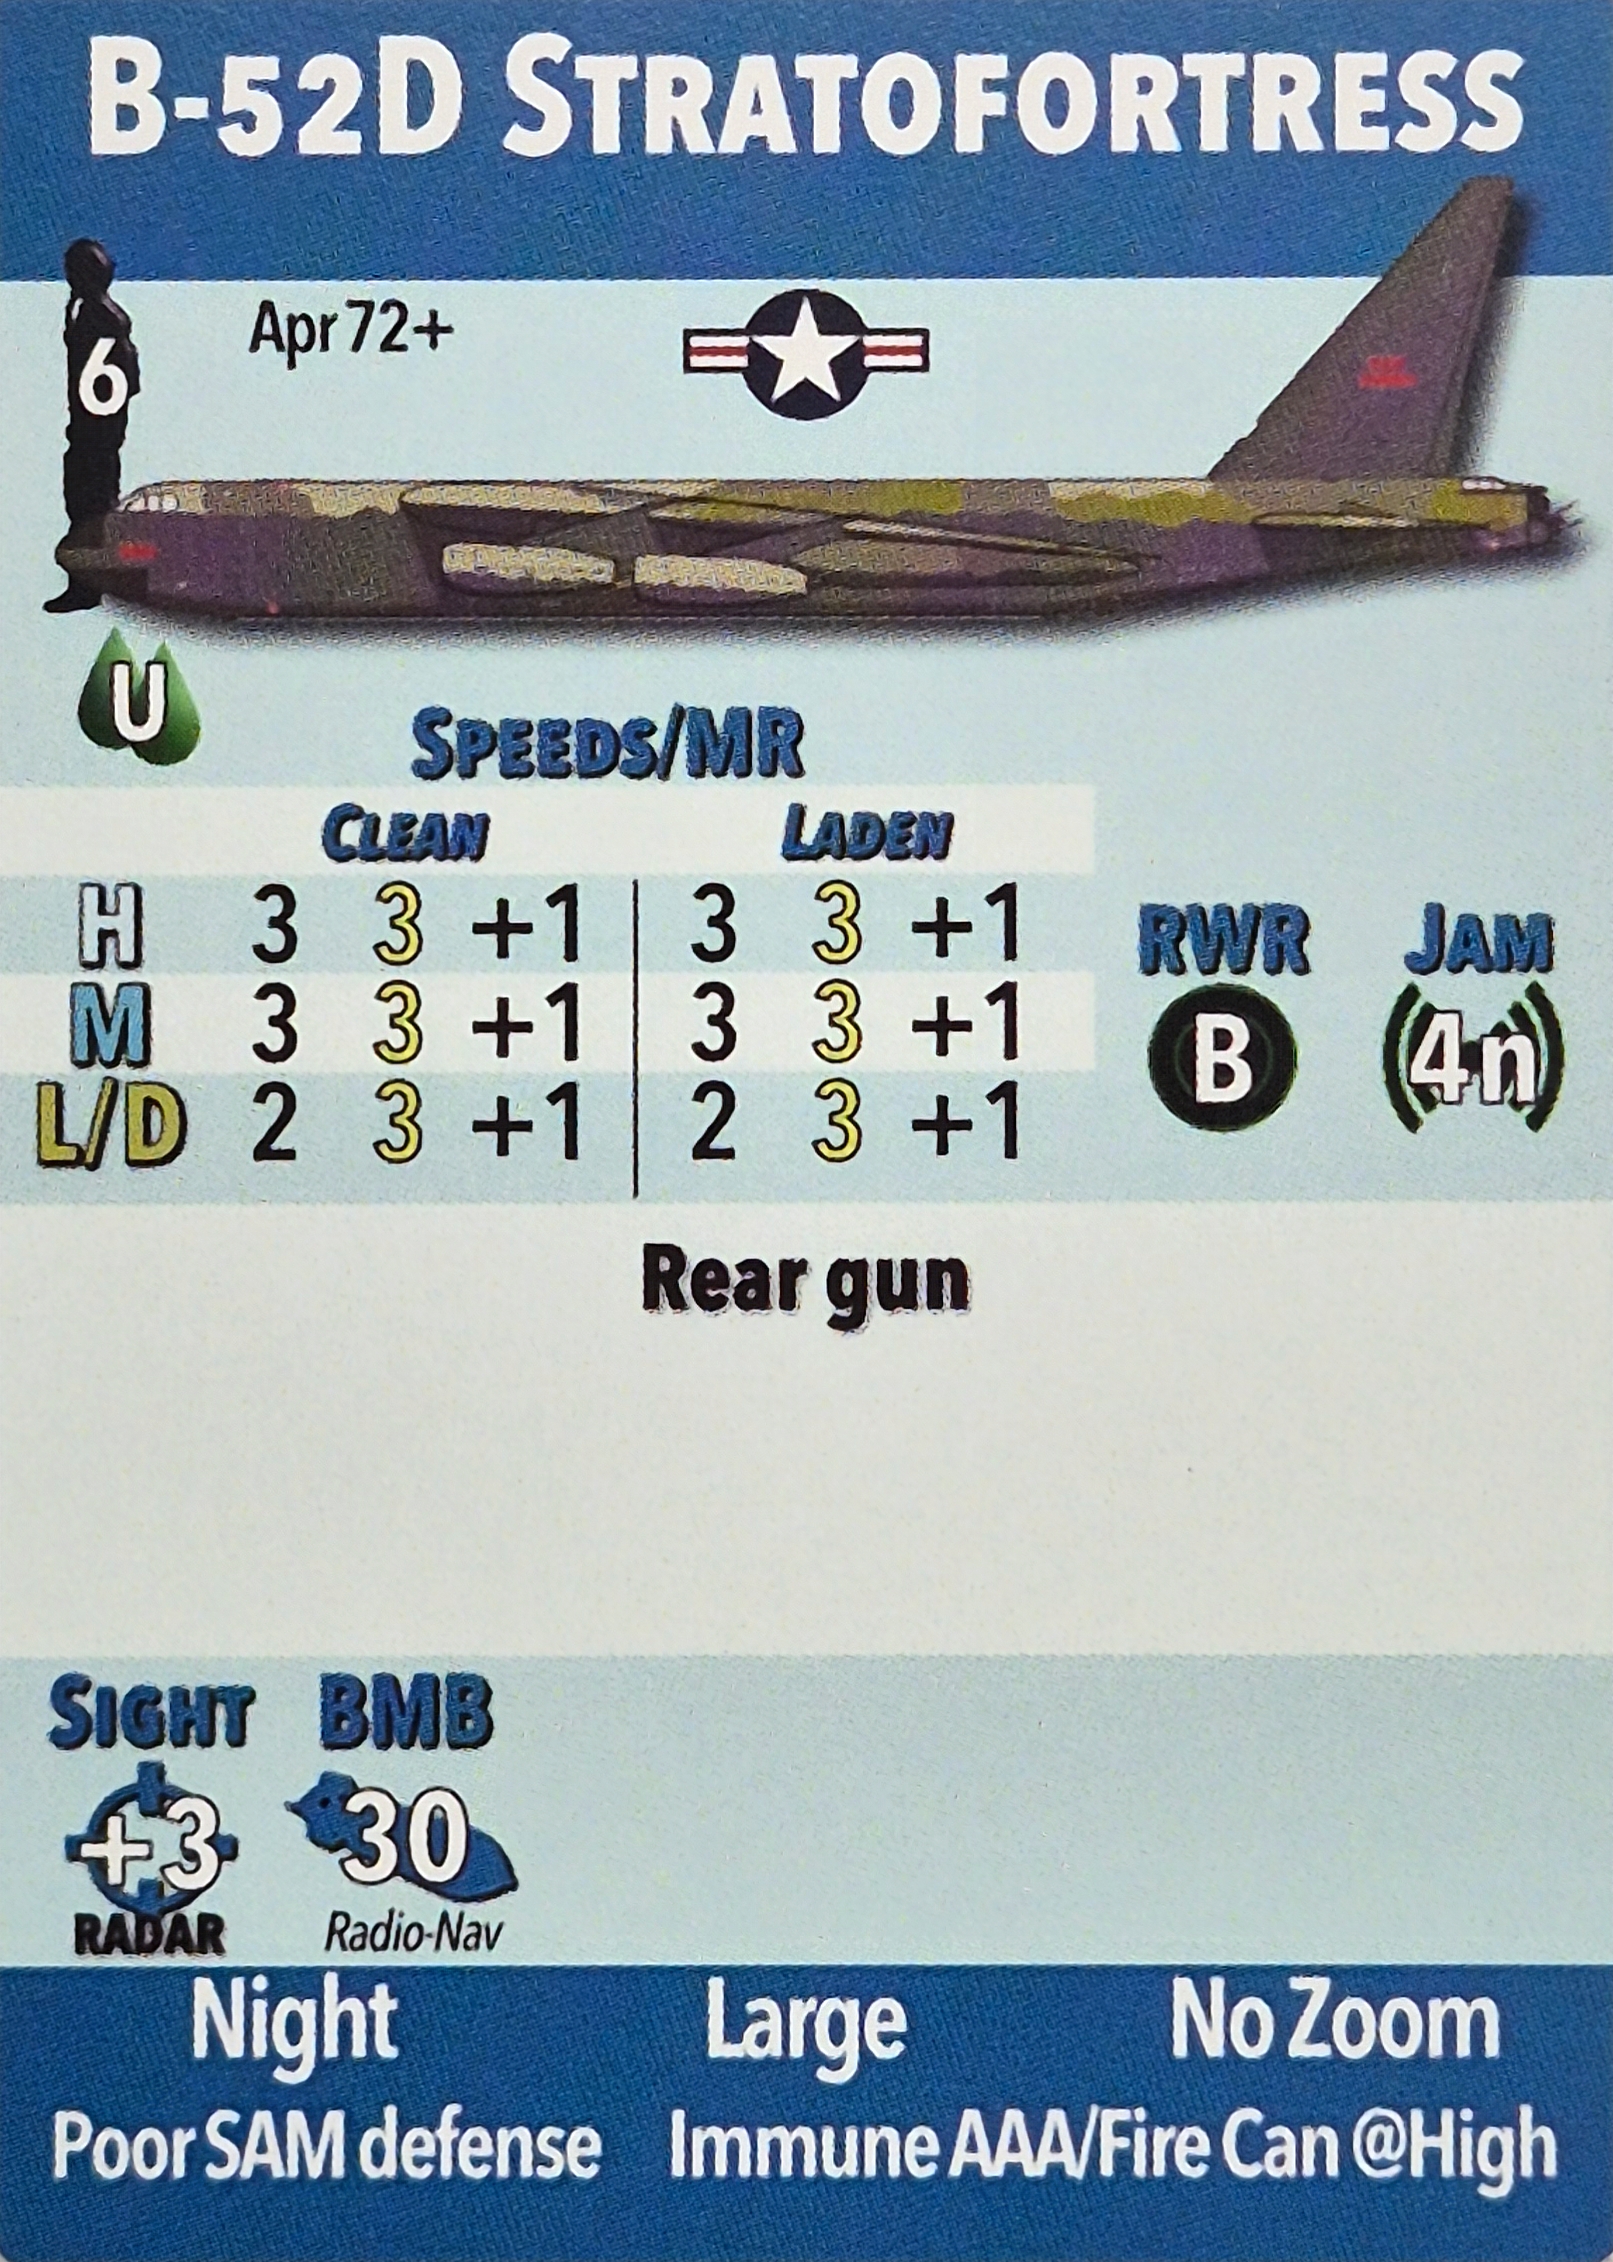 B-52D STRATOFORTRESS
6
Apr 72+
U
SPEEDS/MR
CLEAN LADEN
H 3 3 +1 3 3 +1
M 3 3 +1 3 3 +1
L/D 2 3 +1 2 3 +1
RWR JAM
B 4n
Rear gun
SIGHT BMB
+3 30
RADAR Radio-Nav
Night Large No Zoom
Poor SAM defense Immune AAA/Fire Can @High